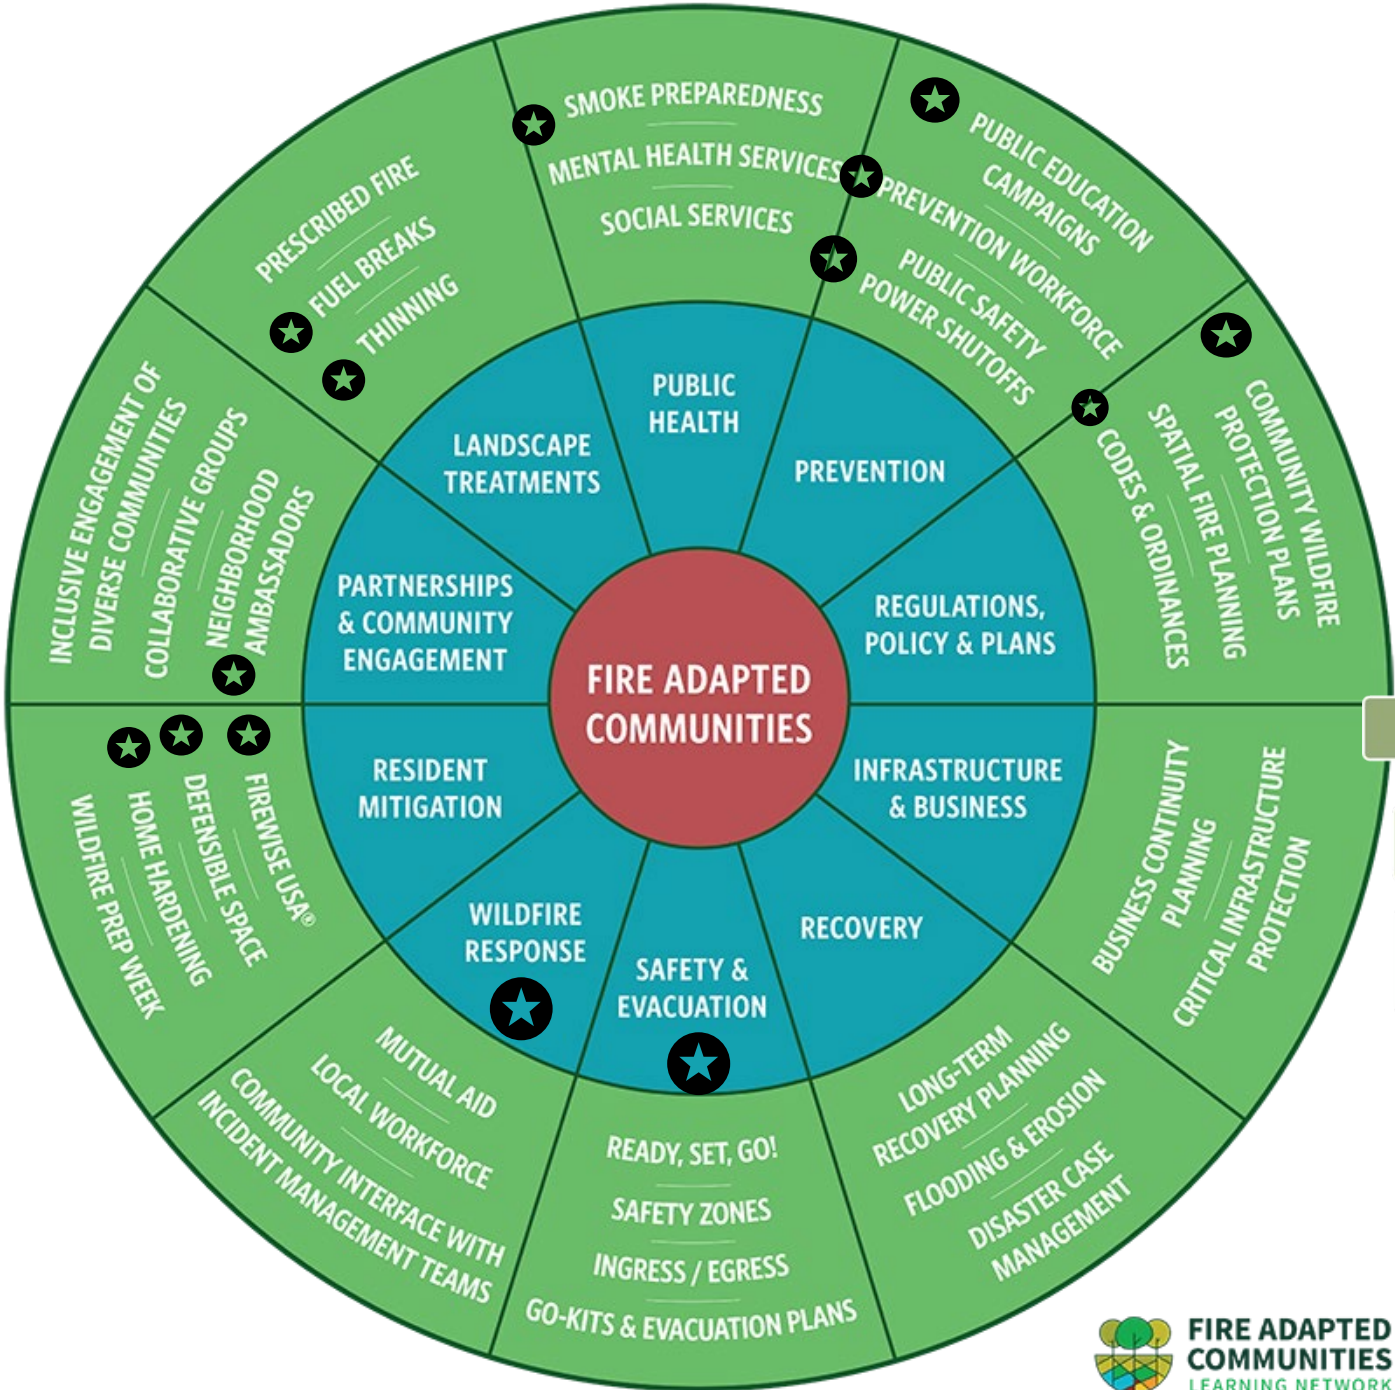 SMOKE PREPAREDNESS
MENTAL HEALTH SERVICES
SOCIAL SERVICES
PUBLIC
HEALTH
PUBLIC EDUCATION
CAMPAIGNS
PREVENTION WORKFORCE
PUBLIC SAFETY
POWER SHUTOFFS
PREVENTION
COMMUNITY WILDFIRE
PROTECTION PLANS
SPATIAL FIRE PLANNING
CODES & ORDINANCES
REGULATIONS,
POLICY & PLANS
BUSINESS CONTINUITY
PLANNING
CRITICAL INFRASTRUCTURE
PROTECTION
INFRASTRUCTURE
& BUSINESS
LONG-TERM
RECOVERY PLANNING
FLOODING & EROSION
DISASTER CASE
MANAGEMENT
RECOVERY
SAFETY &
EVACUATION
READY, SET, GO!
SAFETY ZONES
INGRESS / EGRESS
GO-KITS & EVACUATION PLANS
WILDFIRE
RESPONSE
MUTUAL AID
LOCAL WORKFORCE
COMMUNITY INTERFACE WITH
INCIDENT MANAGEMENT TEAMS
RESIDENT
MITIGATION
FIREWISE USA®
DEFENSIBLE SPACE
HOME HARDENING
WILDFIRE PREP WEEK
PARTNERSHIPS
& COMMUNITY
ENGAGEMENT
INCLUSIVE ENGAGEMENT OF
DIVERSE COMMUNITIES
COLLABORATIVE GROUPS
NEIGHBORHOOD
AMBASSADORS
LANDSCAPE
TREATMENTS
PRESCRIBED FIRE
FUEL BREAKS
THINNING
FIRE ADAPTED
COMMUNITIES
FIRE ADAPTED
COMMUNITIES
LEARNING NETWORK